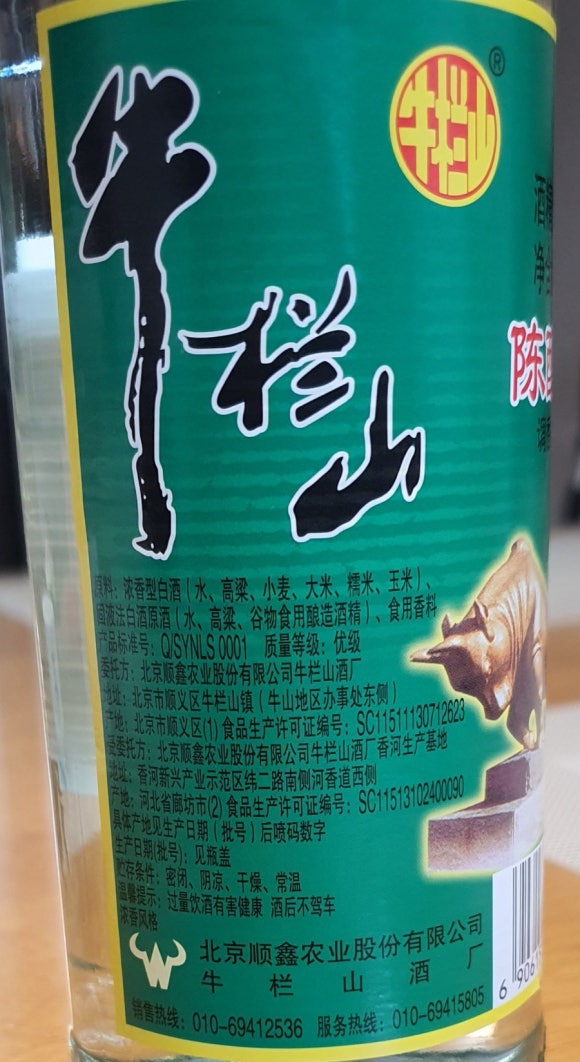 牛栏山
牛栏山®
酒
净
陈
调
原料：浓香型白酒（水、高粱、小麦、大米、糯米、玉米）、
固液法白酒原酒（水、高粱、谷物食用酿造酒精）、食用香料
产品标准号：Q/SYNLS 0001 质量等级：优级
委托方：北京顺鑫农业股份有限公司牛栏山酒厂
地址：北京市顺义区牛栏山镇（牛山地区办事处东侧）
产地：北京市顺义区(1) 食品生产许可证编号：SC11511130712623
受委托方：北京顺鑫农业股份有限公司牛栏山酒厂香河生产基地
地址：香河新兴产业示范区纬二路南侧河香道西侧
产地：河北省廊坊市(2) 食品生产许可证编号：SC11513102400090
具体产地见生产日期（批号）后喷码数字
生产日期(批号)：见瓶盖
贮存条件：密闭、阴凉、干燥、常温
温馨提示：过量饮酒有害健康 酒后不驾车
浓香风格
北京顺鑫农业股份有限公司
牛栏山酒厂
销售热线：010-69412536 服务热线：010-69415805
6 9061